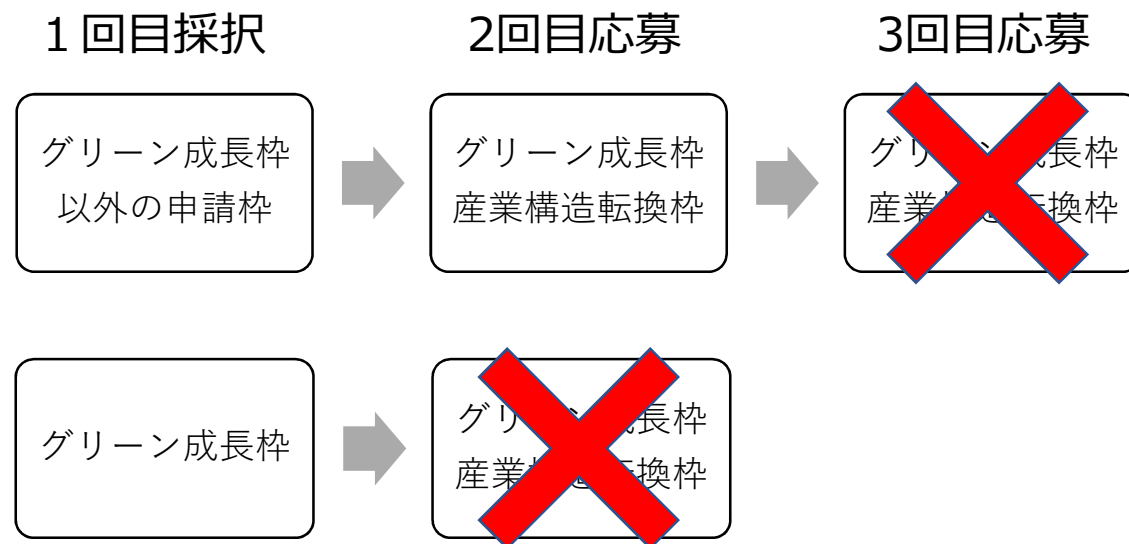 1回目採択
2回目応募
3回目応募
グリーン成長枠
以外の申請枠
グリーン成長枠
産業構造転換枠
グリ
長枠
産業
換枠
グリーン成長枠
グリ
長枠
産業
換枠